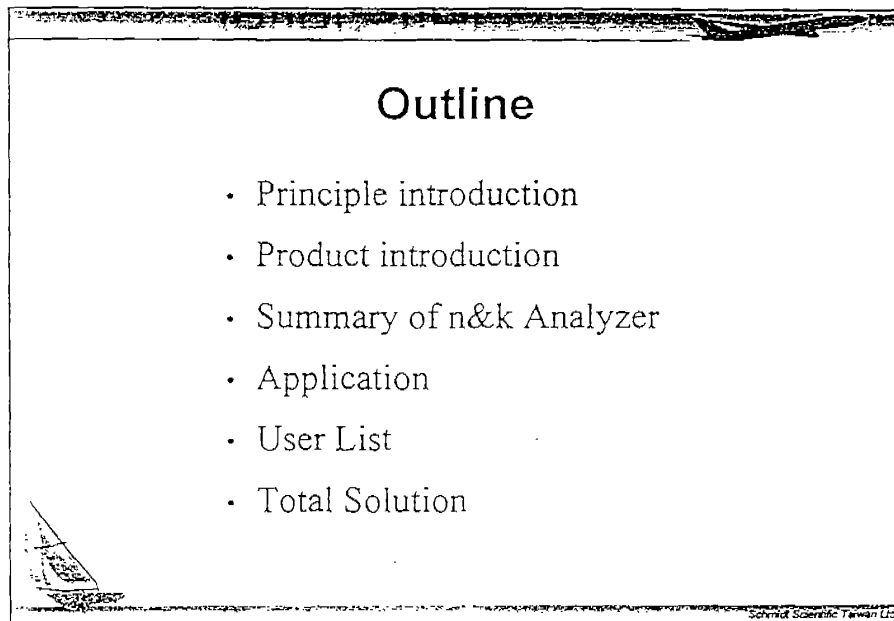 Outline
• Principle introduction
• Product introduction
• Summary of n&k Analyzer
• Application
• User List
• Total Solution
Schmidt Scientific Taiwan Ltd